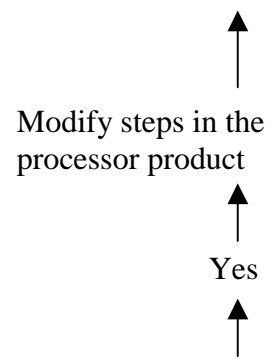 Modify steps in the
processor product
Yes